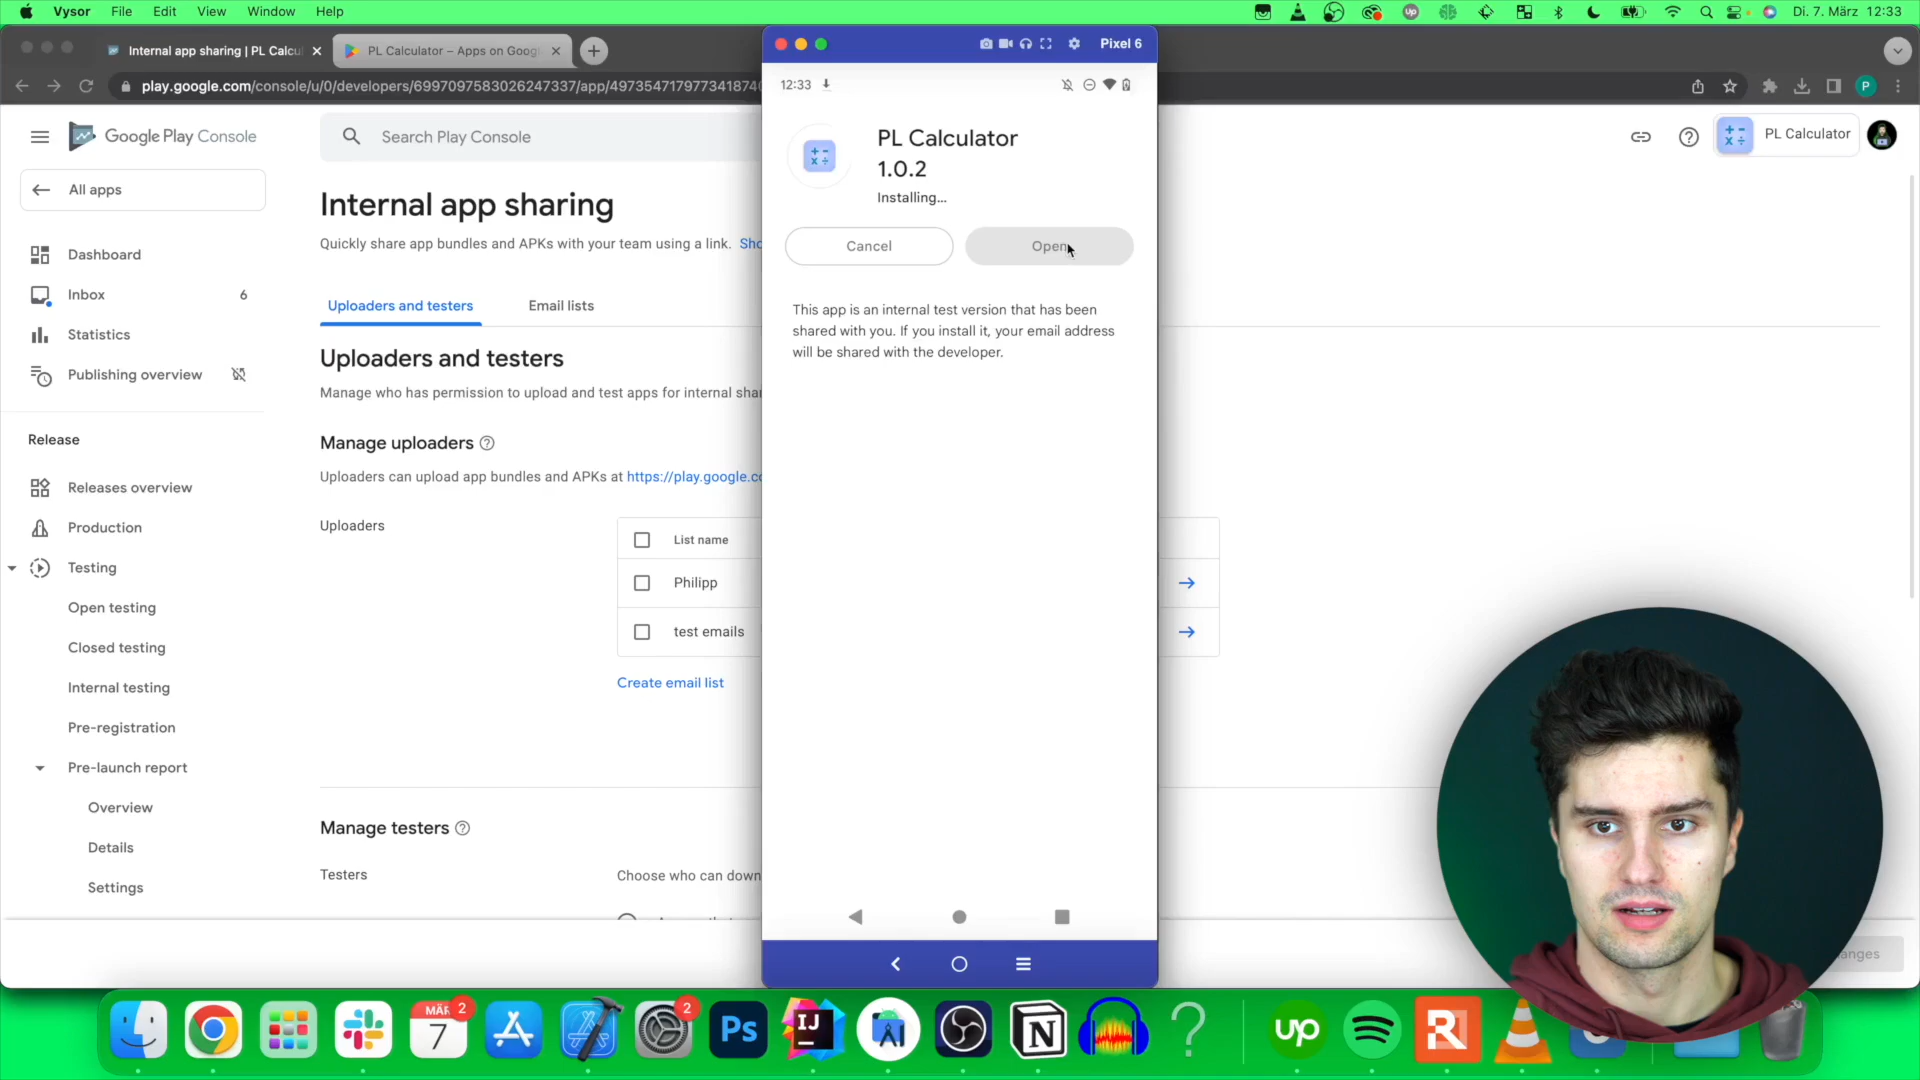 Vysor File Edit View Window Help
Di. 7. März 12:33
Internal app sharing | PL Calcu
PL Calculator – Apps on Goog
Pixel 6
play.google.com/console/u/0/developers/6997097583026247337/app/49735471797734187
Google Play Console
Search Play Console
PL Calculator
All apps
Dashboard
Inbox 6
Statistics
Publishing overview
Release
Releases overview
Production
Testing
Open testing
Closed testing
Internal testing
Pre-registration
Pre-launch report
Overview
Details
Settings
Internal app sharing
Quickly share app bundles and APKs with your team using a link.
Uploaders and testers
Email lists
Uploaders and testers
Manage who has permission to upload and test apps for internal
Manage uploaders
Uploaders can upload app bundles and APKs at https://play.google.c
Uploaders
List name
Philipp
test emails
Create email list
Manage testers
Testers
Choose who can down
12:33
PL Calculator
1.0.2
Installing...
Cancel
Open
This app is an internal test version that has been
shared with you. If you install it, your email address
will be shared with the developer.
MÄR 2
7
2
Ps
IJ
up
R